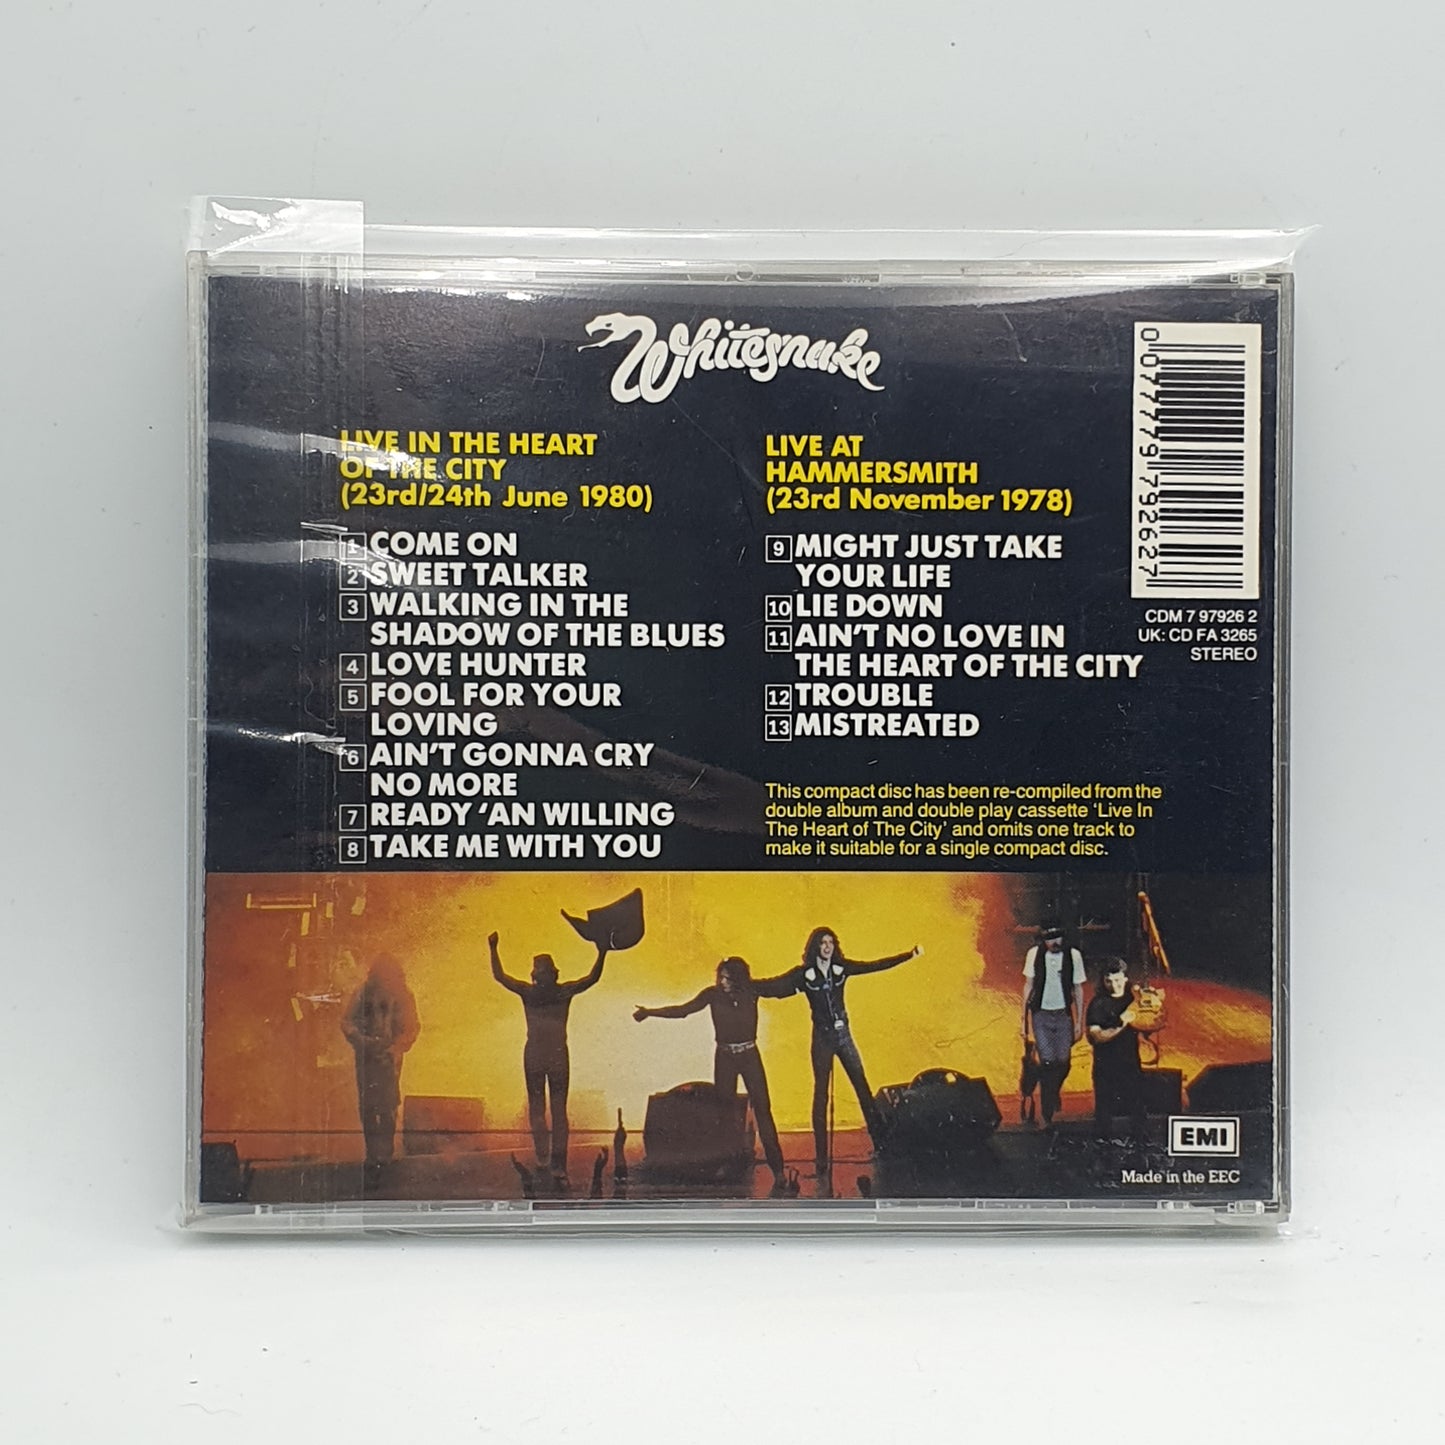 Whitesnake
LIVE IN THE HEART
OF THE CITY
(23rd/24th June 1980)
1 COME ON
2 SWEET TALKER
3 WALKING IN THE
SHADOW OF THE BLUES
4 LOVE HUNTER
5 FOOL FOR YOUR
LOVING
6 AIN'T GONNA CRY
NO MORE
7 READY 'AN WILLING
8 TAKE ME WITH YOU
LIVE AT
HAMMERSMITH
(23rd November 1978)
9 MIGHT JUST TAKE
YOUR LIFE
10 LIE DOWN
11 AIN'T NO LOVE IN
THE HEART OF THE CITY
12 TROUBLE
13 MISTREATED
This compact disc has been re-compiled from the
double album and double play cassette 'Live In
The Heart of The City' and omits one track to
make it suitable for a single compact disc.
0 077779 792627
CDM 7 97926 2
UK: CD FA 3265
STEREO
EMI
Made in the EEC